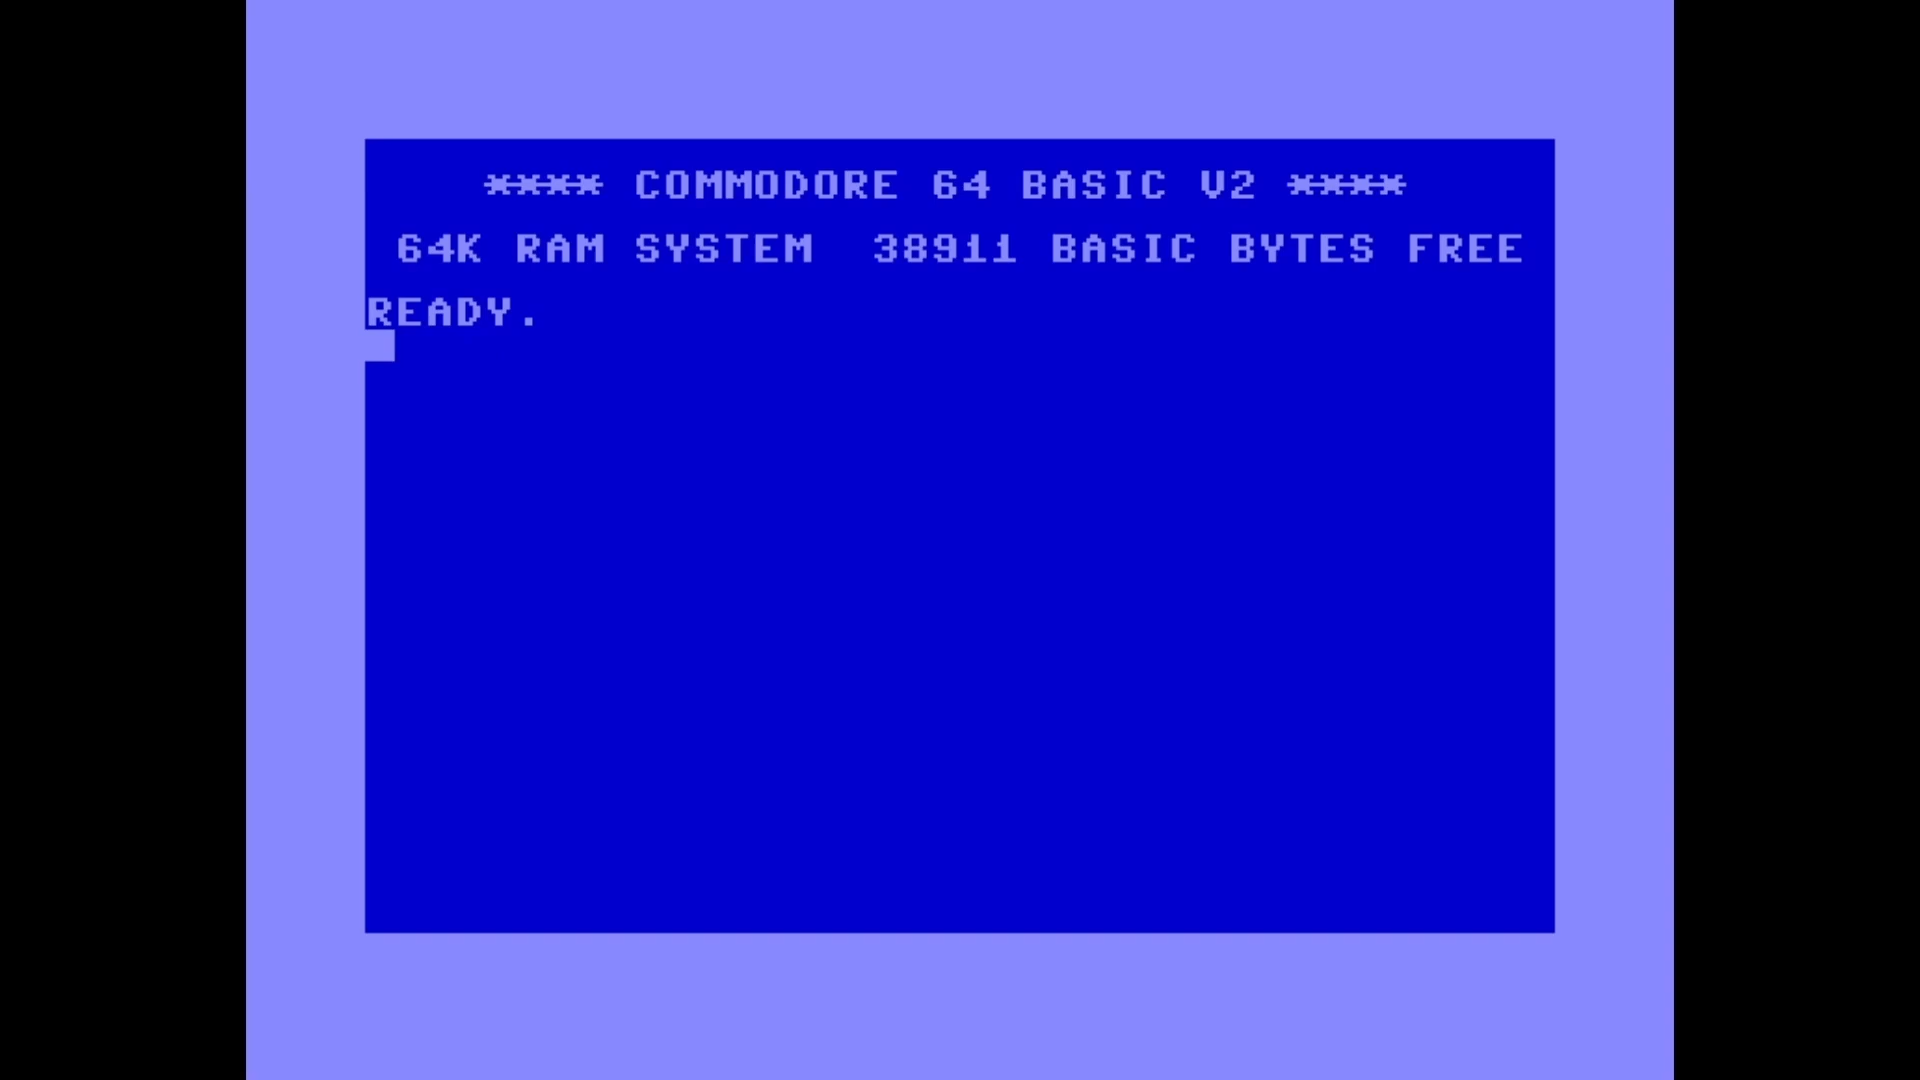 **** COMMODORE 64 BASIC V2 ****
64K RAM SYSTEM  38911 BASIC BYTES FREE
READY.